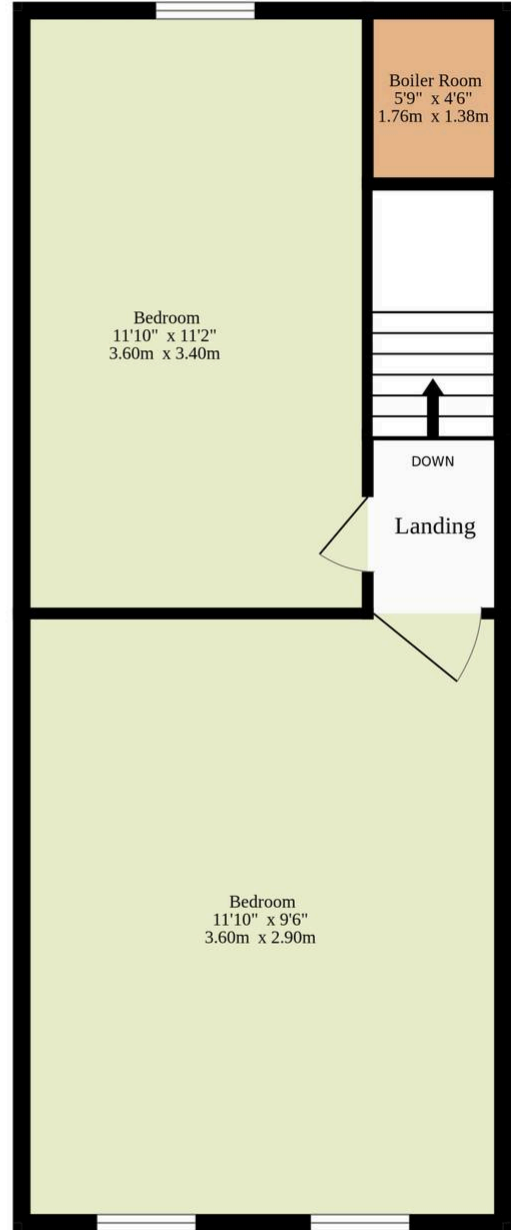 Boiler Room
5'9" x 4'6"
1.76m x 1.38m
Bedroom
11'10" x 11'2"
3.60m x 3.40m
DOWN
Landing
Bedroom
11'10" x 9'6"
3.60m x 2.90m